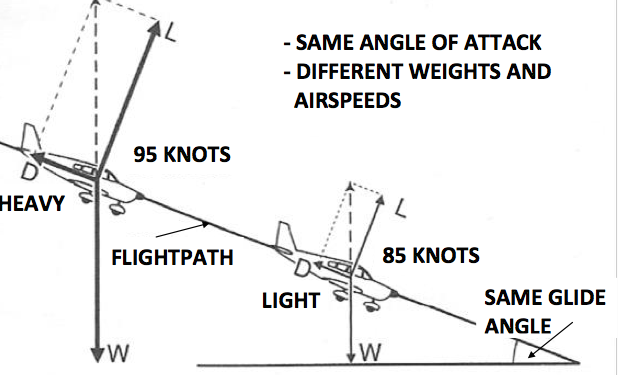 L
- SAME ANGLE OF ATTACK
- DIFFERENT WEIGHTS AND
AIRSPEEDS
95 KNOTS
D
HEAVY
FLIGHTPATH
L
D
85 KNOTS
LIGHT
SAME GLIDE
ANGLE
W
W